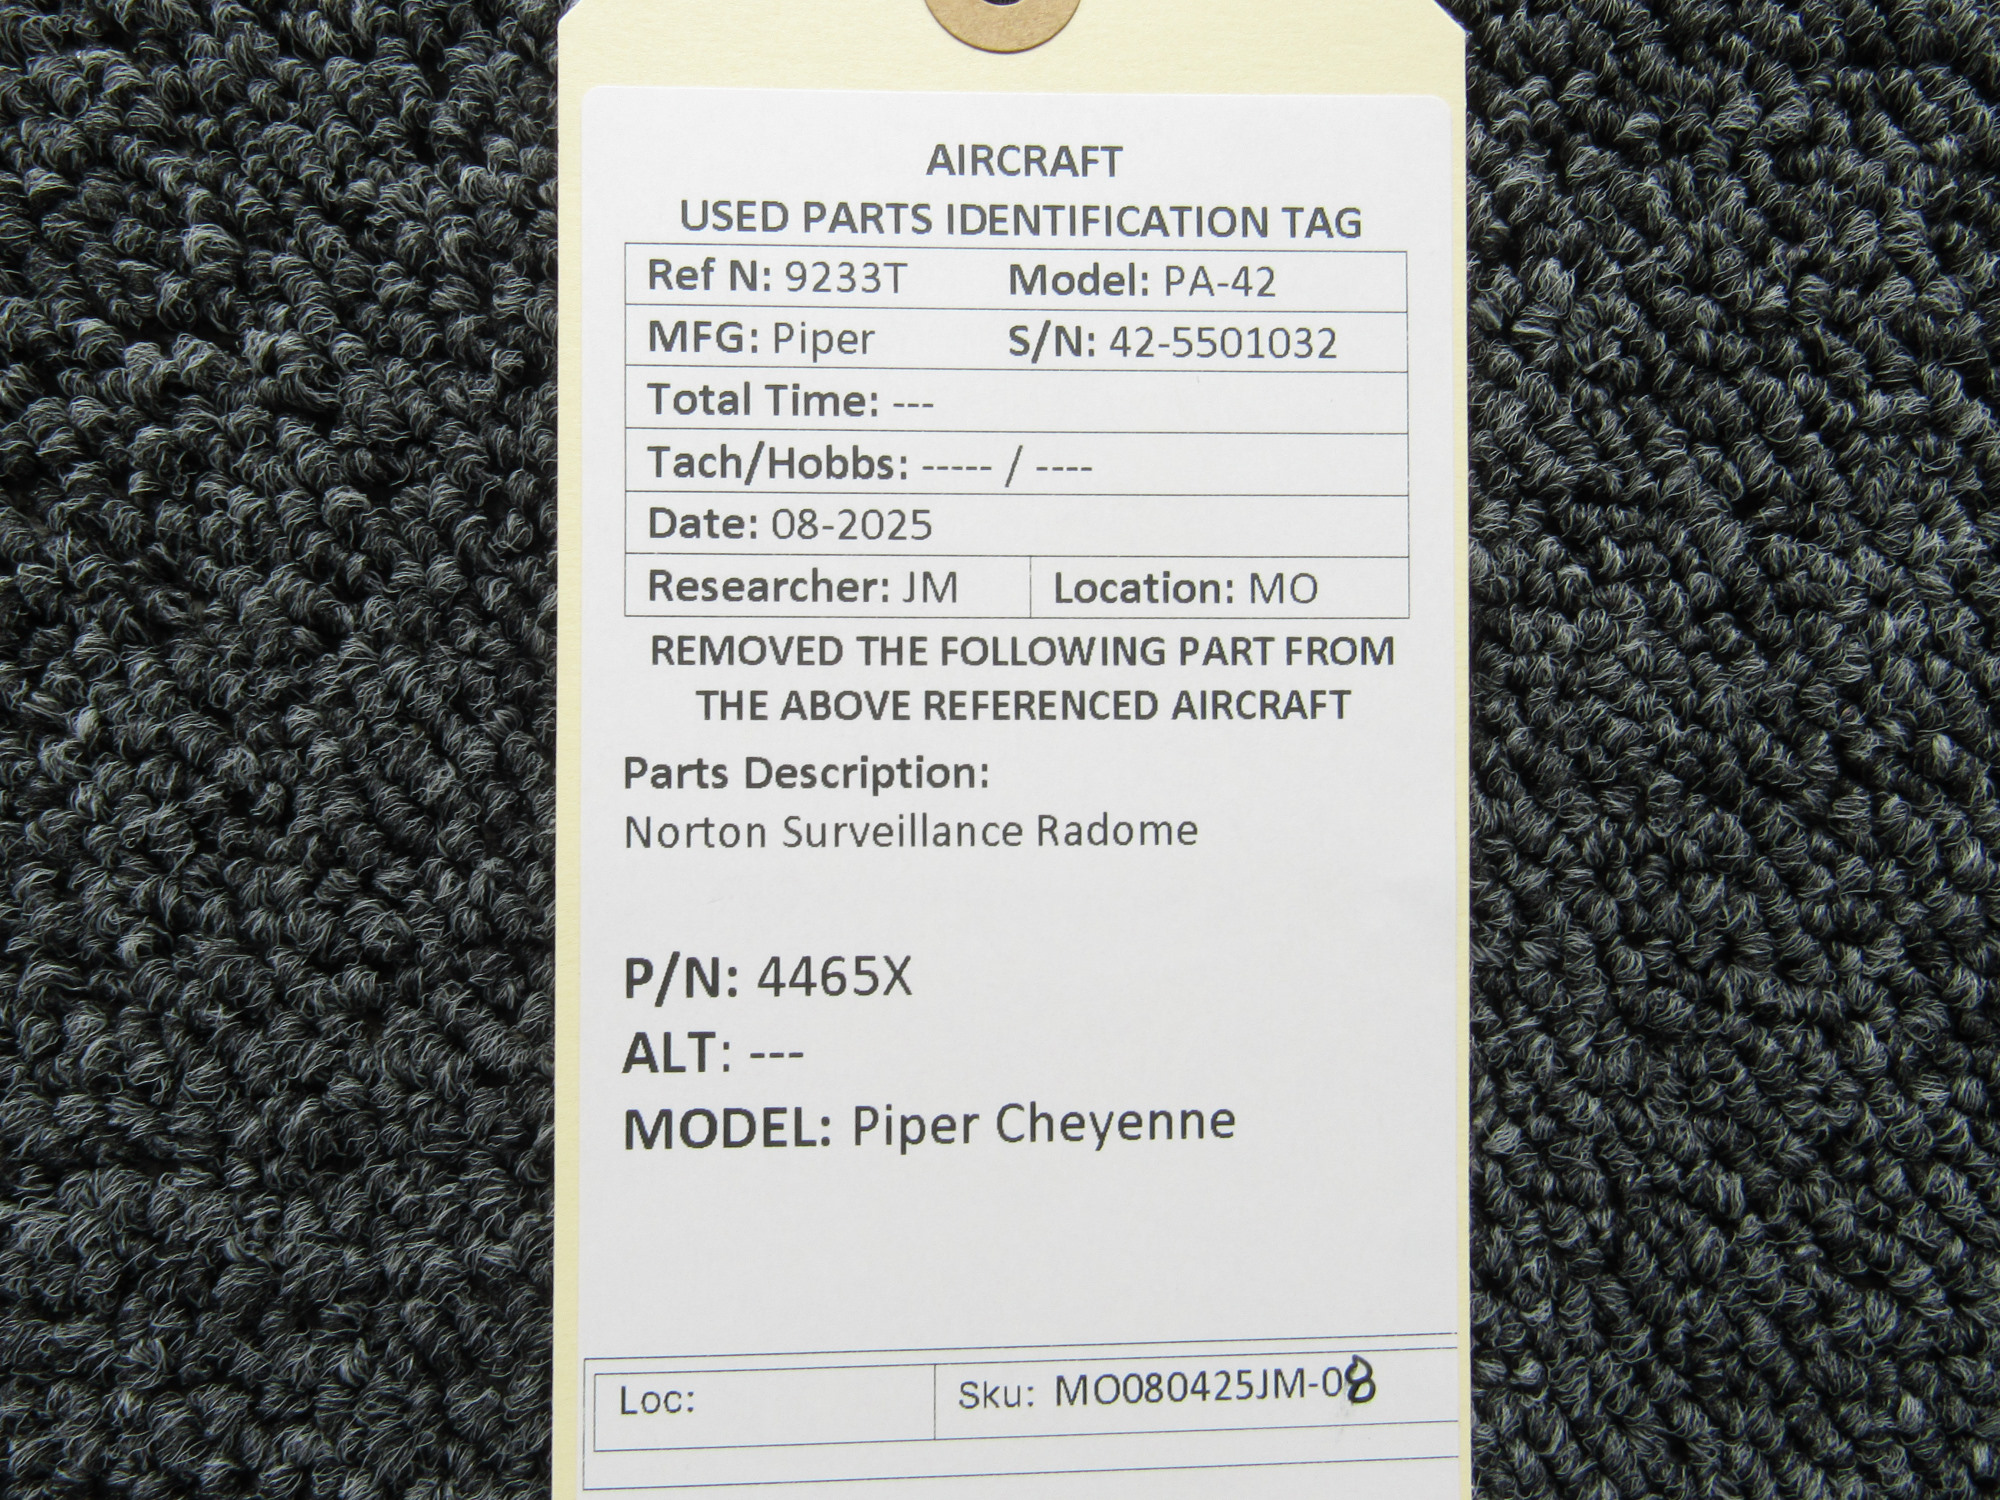 AIRCRAFT
USED PARTS IDENTIFICATION TAG
Ref N: 9233T Model: PA-42
MFG: Piper S/N: 42-5501032
Total Time: ---
Tach/Hobbs: ----- / ----
Date: 08-2025
Researcher: JM Location: MO
REMOVED THE FOLLOWING PART FROM
THE ABOVE REFERENCED AIRCRAFT
Parts Description:
Norton Surveillance Radome
P/N: 4465X
ALT: ---
MODEL: Piper Cheyenne
Loc: Sku: MO080425JM-08